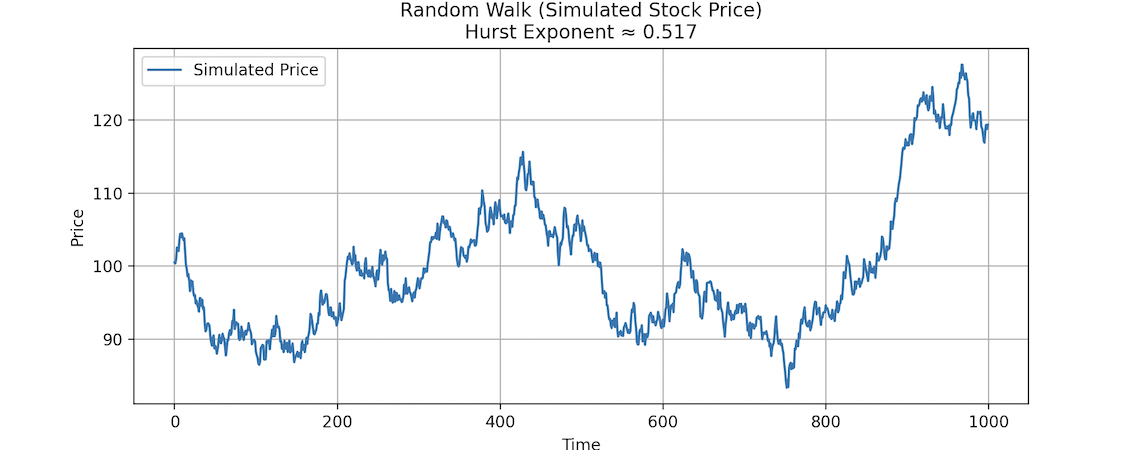 Random Walk (Simulated Stock Price)
Hurst Exponent ≈ 0.517
Simulated Price
120
110
100
90
Price
0 200 400 600 800 1000
Time